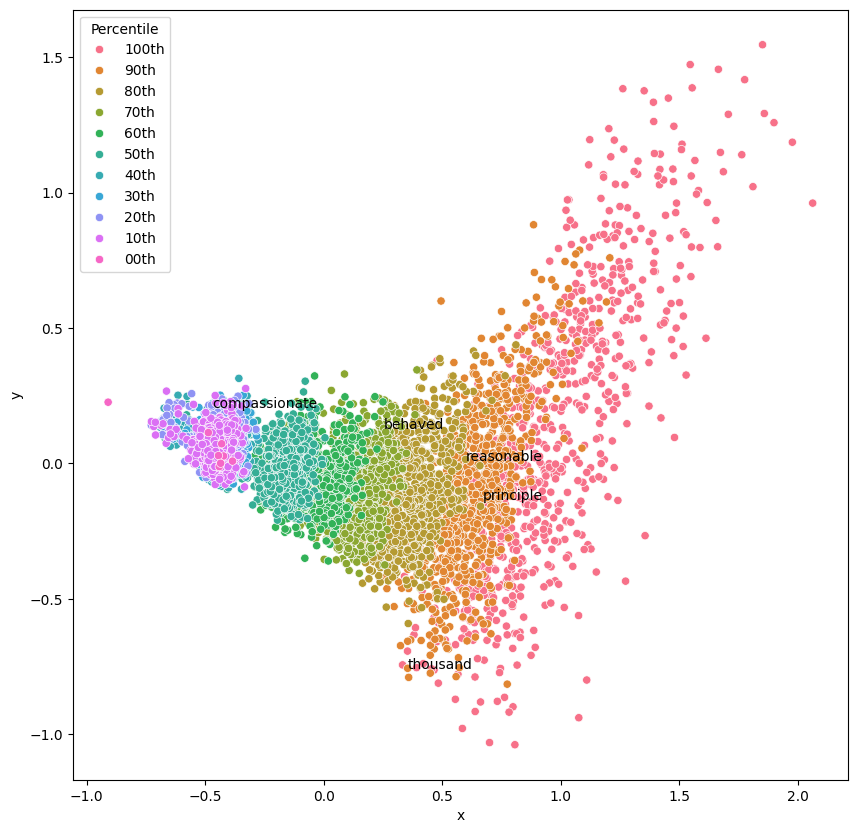 Percentile
100th
90th
80th
70th
60th
50th
40th
30th
20th
10th
00th
1.5
1.0
0.5
0.0
−0.5
−1.0
y
compassionate
behaved
reasonable
principle
thousand
−1.0 −0.5 0.0 0.5 1.0 1.5 2.0
x